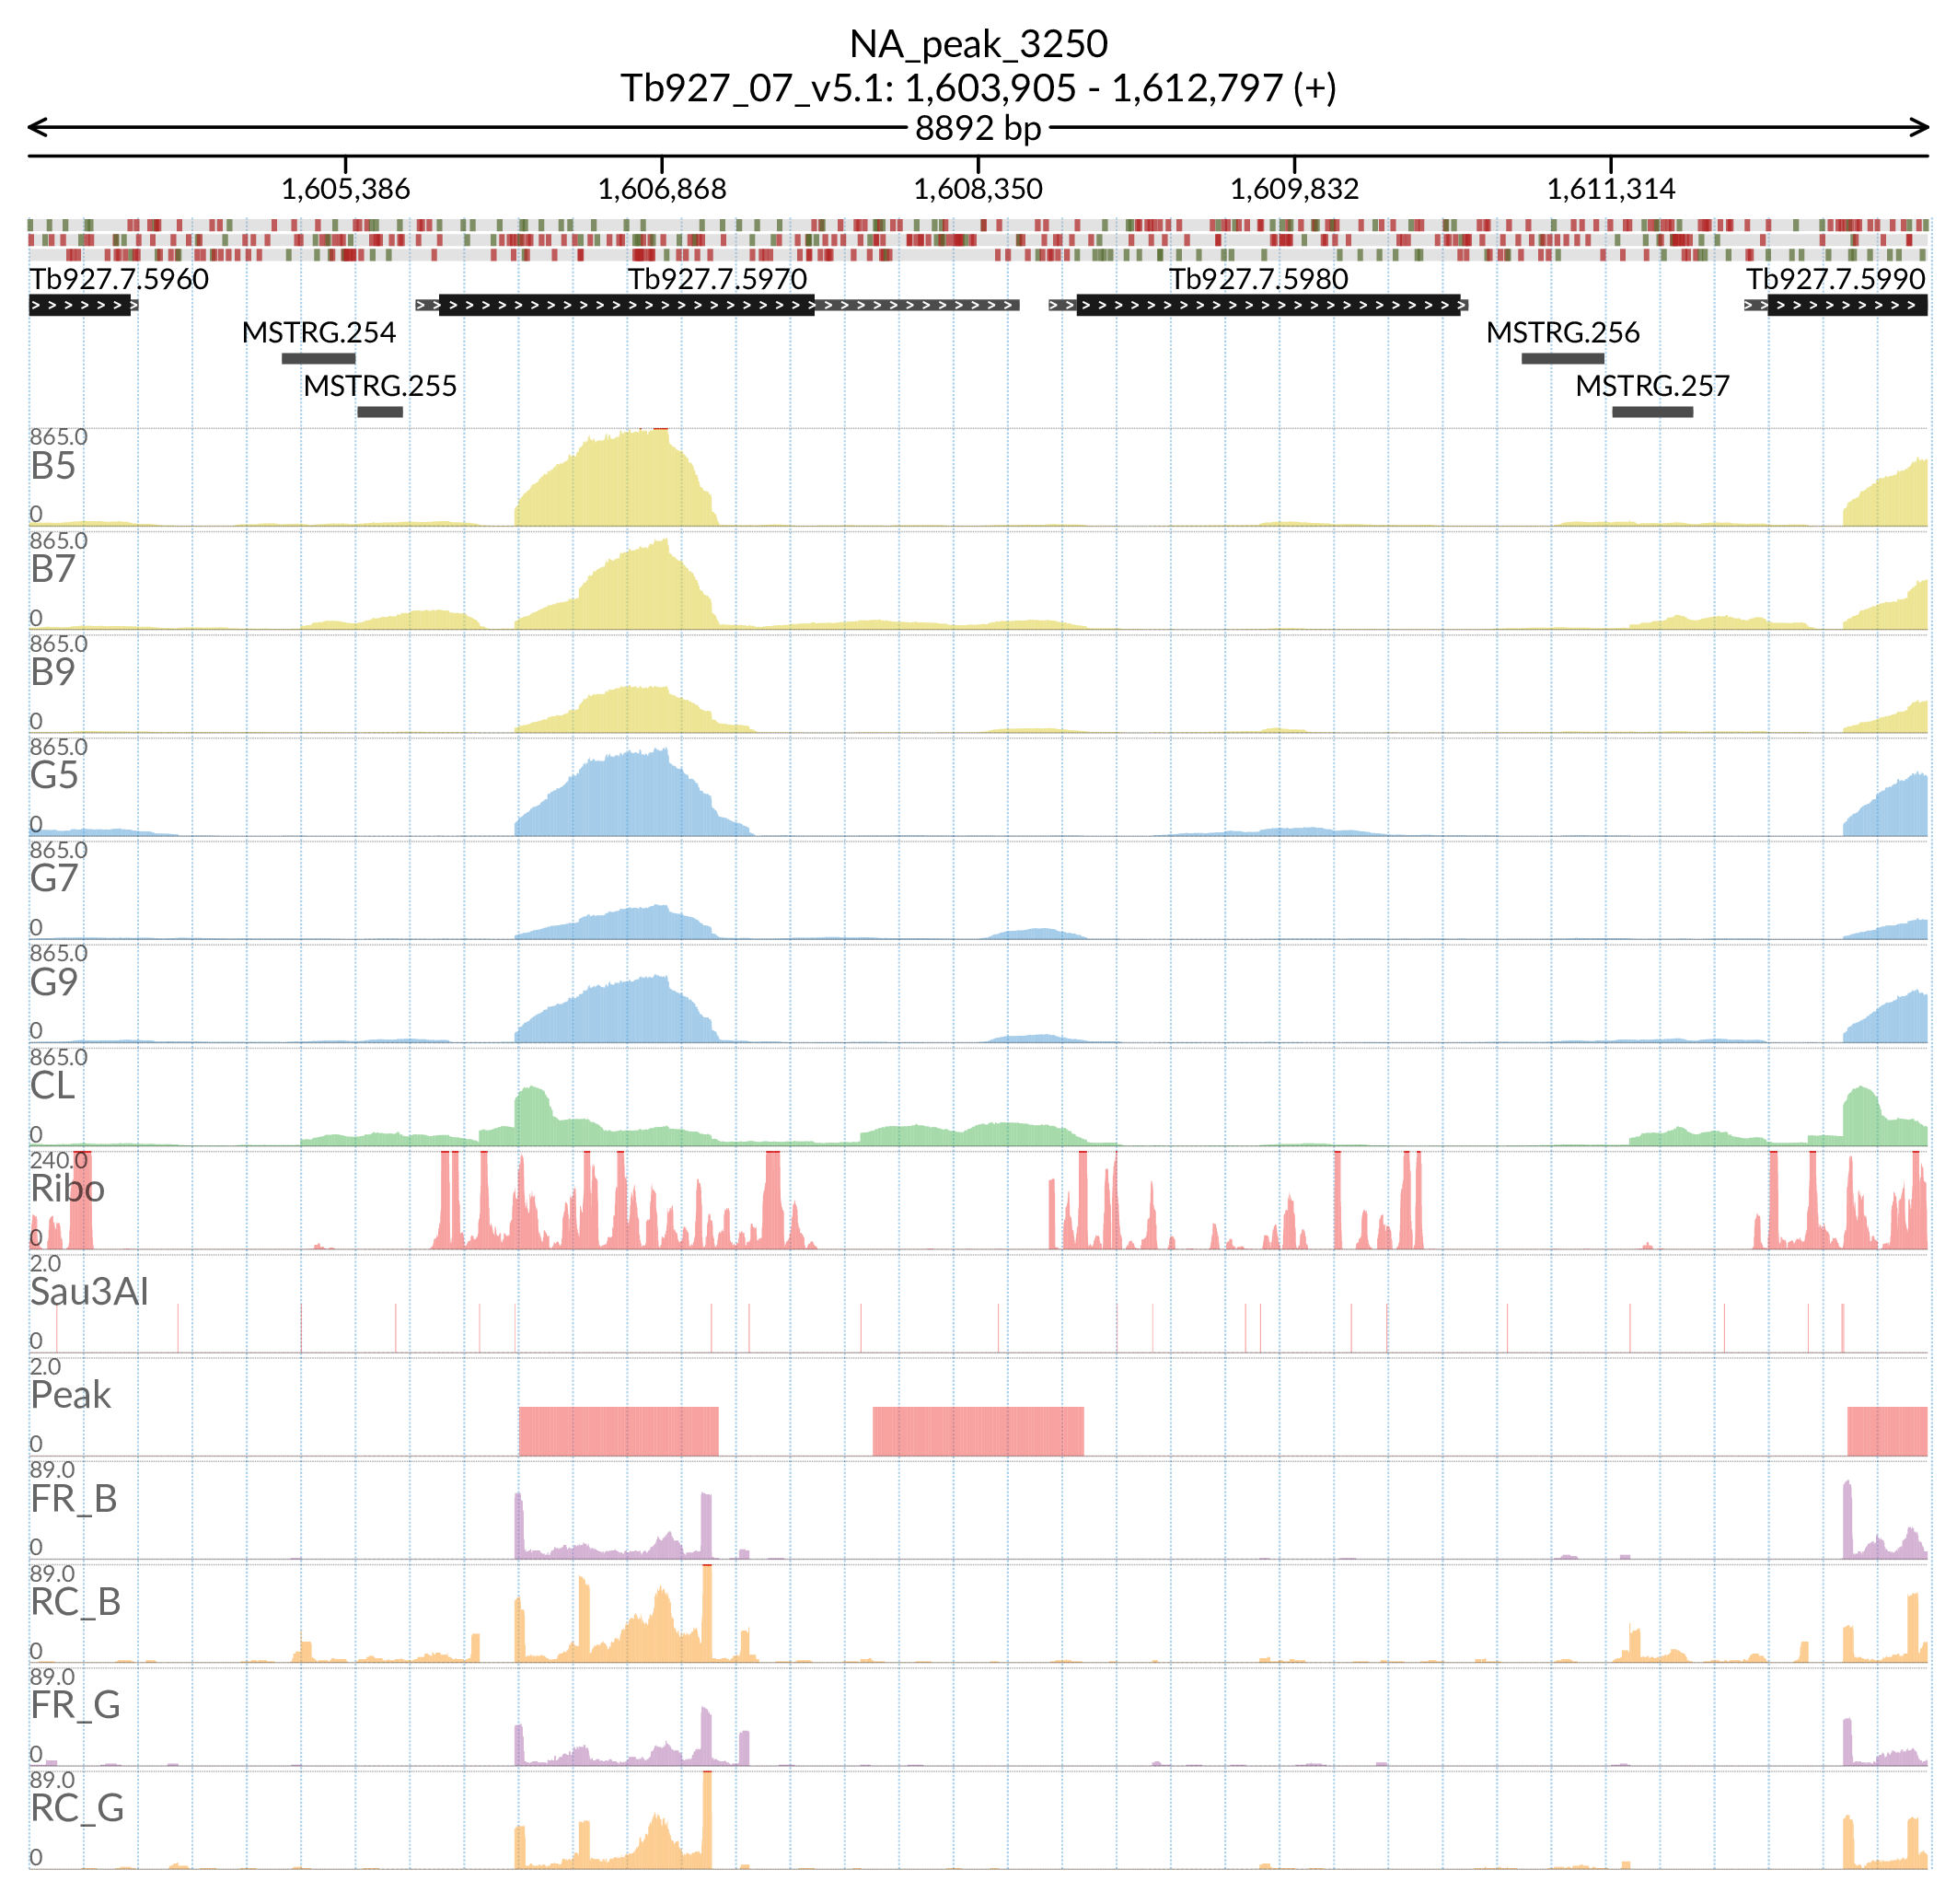 NA_peak_3250
Tb927_07_v5.1: 1,603,905 - 1,612,797 (+)
8892 bp
1,605,386 1,606,868 1,608,350 1,609,832 1,611,314
Tb927.7.5960 Tb927.7.5970 Tb927.7.5980 Tb927.7.5990
MSTRG.254 MSTRG.256
MSTRG.255 MSTRG.257
865.0
B5
0
865.0
B7
0
865.0
B9
0
865.0
G5
0
865.0
G7
0
865.0
G9
0
865.0
CL
0
240.0
Ribo
0
2.0
Sau3AI
0
2.0
Peak
0
89.0
FR_B
0
89.0
RC_B
0
89.0
FR_G
0
89.0
RC_G
0